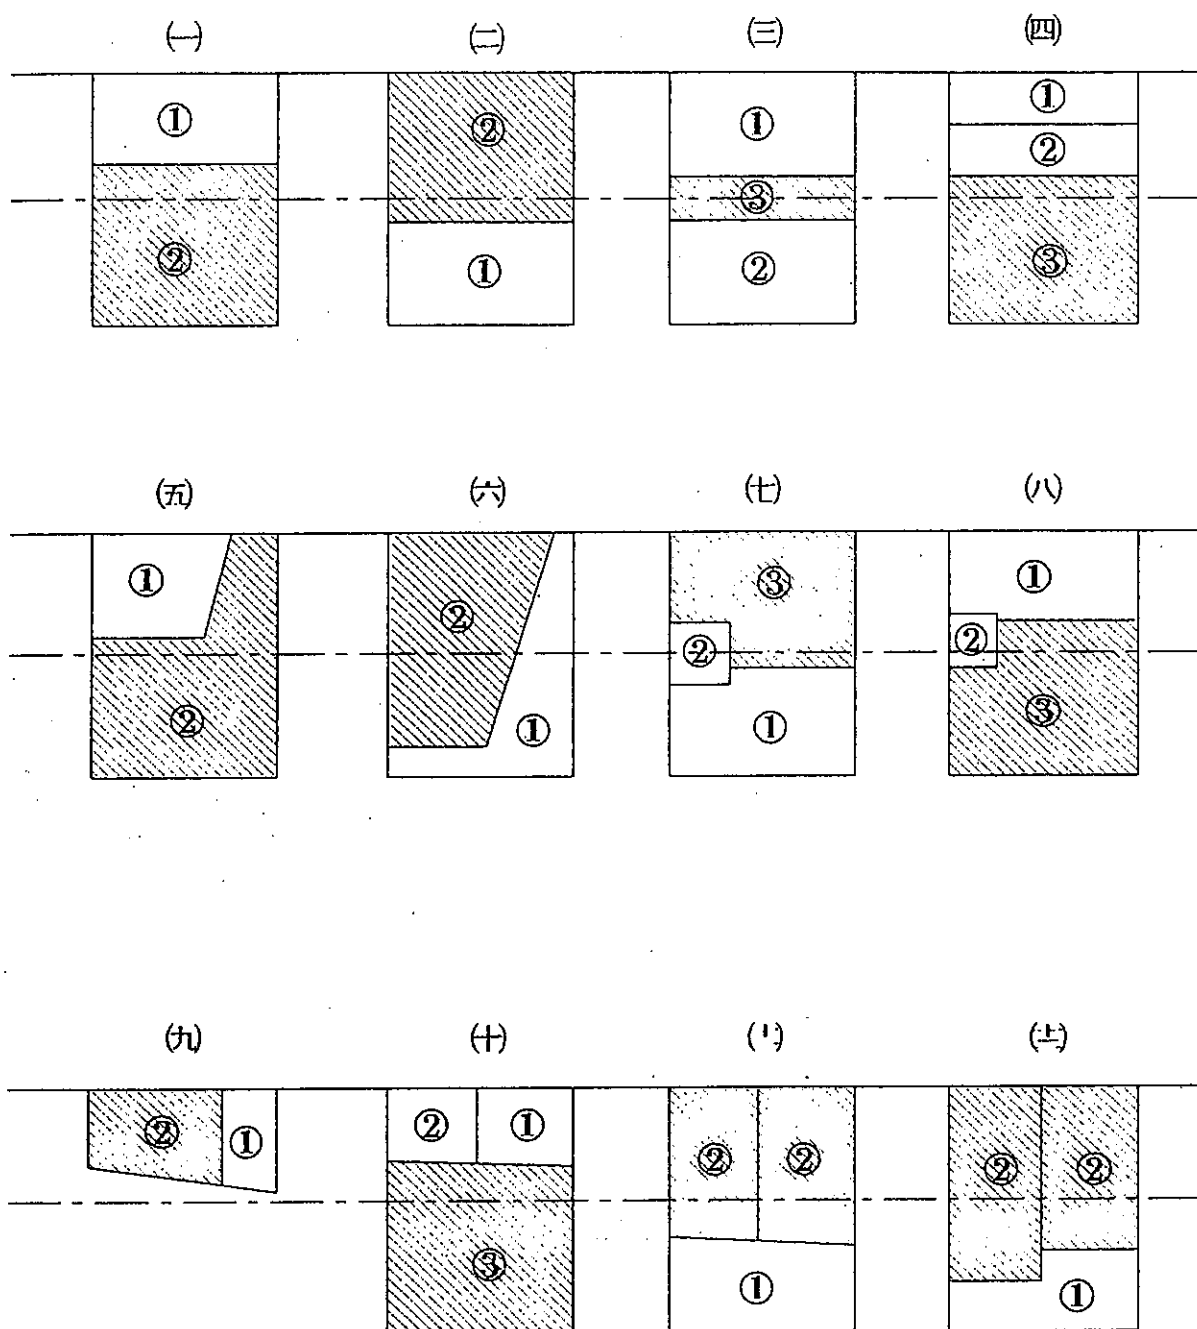 ㈠ ㈡ ㈢ ㈣
① ② ① ①
②
② ① ③ ③
②
㈤ ㈥ ㈦ ㈧
① ② ③ ①
② ②
② ① ① ③
㈨ ㈩
② ① ② ① ② ② ② ②
③ ① ①